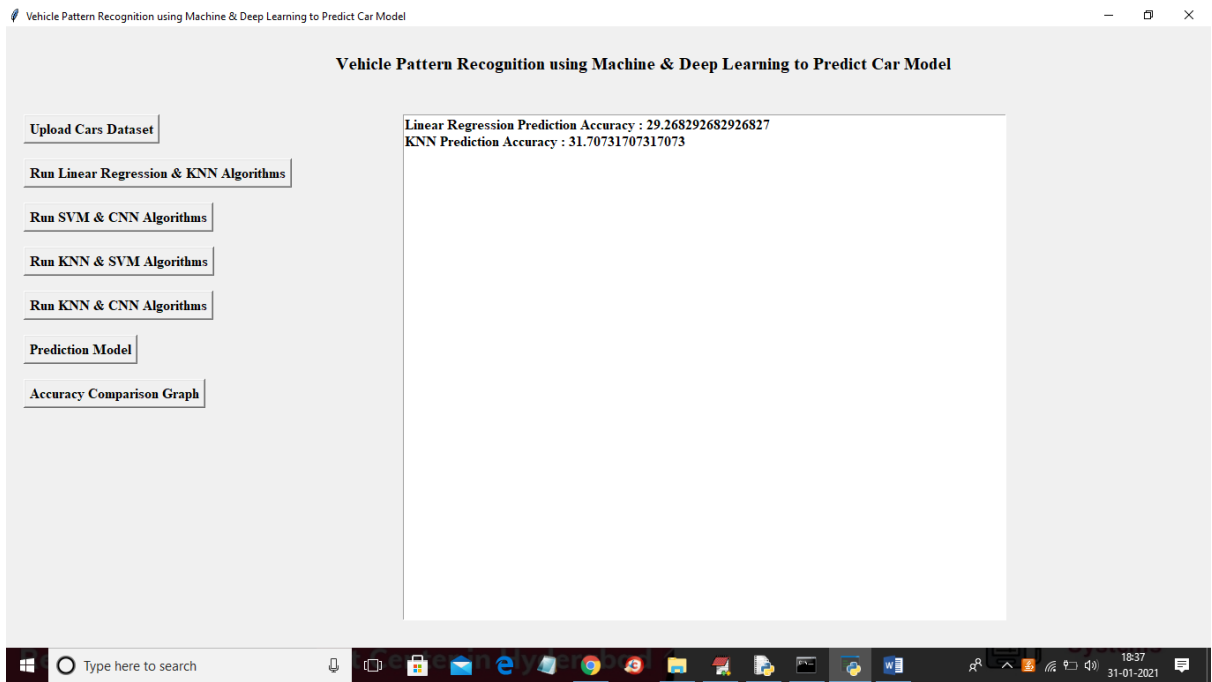 Vehicle Pattern Recognition using Machine & Deep Learning to Predict Car Model
Vehicle Pattern Recognition using Machine & Deep Learning to Predict Car Model
Upload Cars Dataset
Run Linear Regression & KNN Algorithms
Run SVM & CNN Algorithms
Run KNN & SVM Algorithms
Run KNN & CNN Algorithms
Prediction Model
Accuracy Comparison Graph
Linear Regression Prediction Accuracy : 29.268292682926827
KNN Prediction Accuracy : 31.70731707317073
Type here to search
18:37
31-01-2021